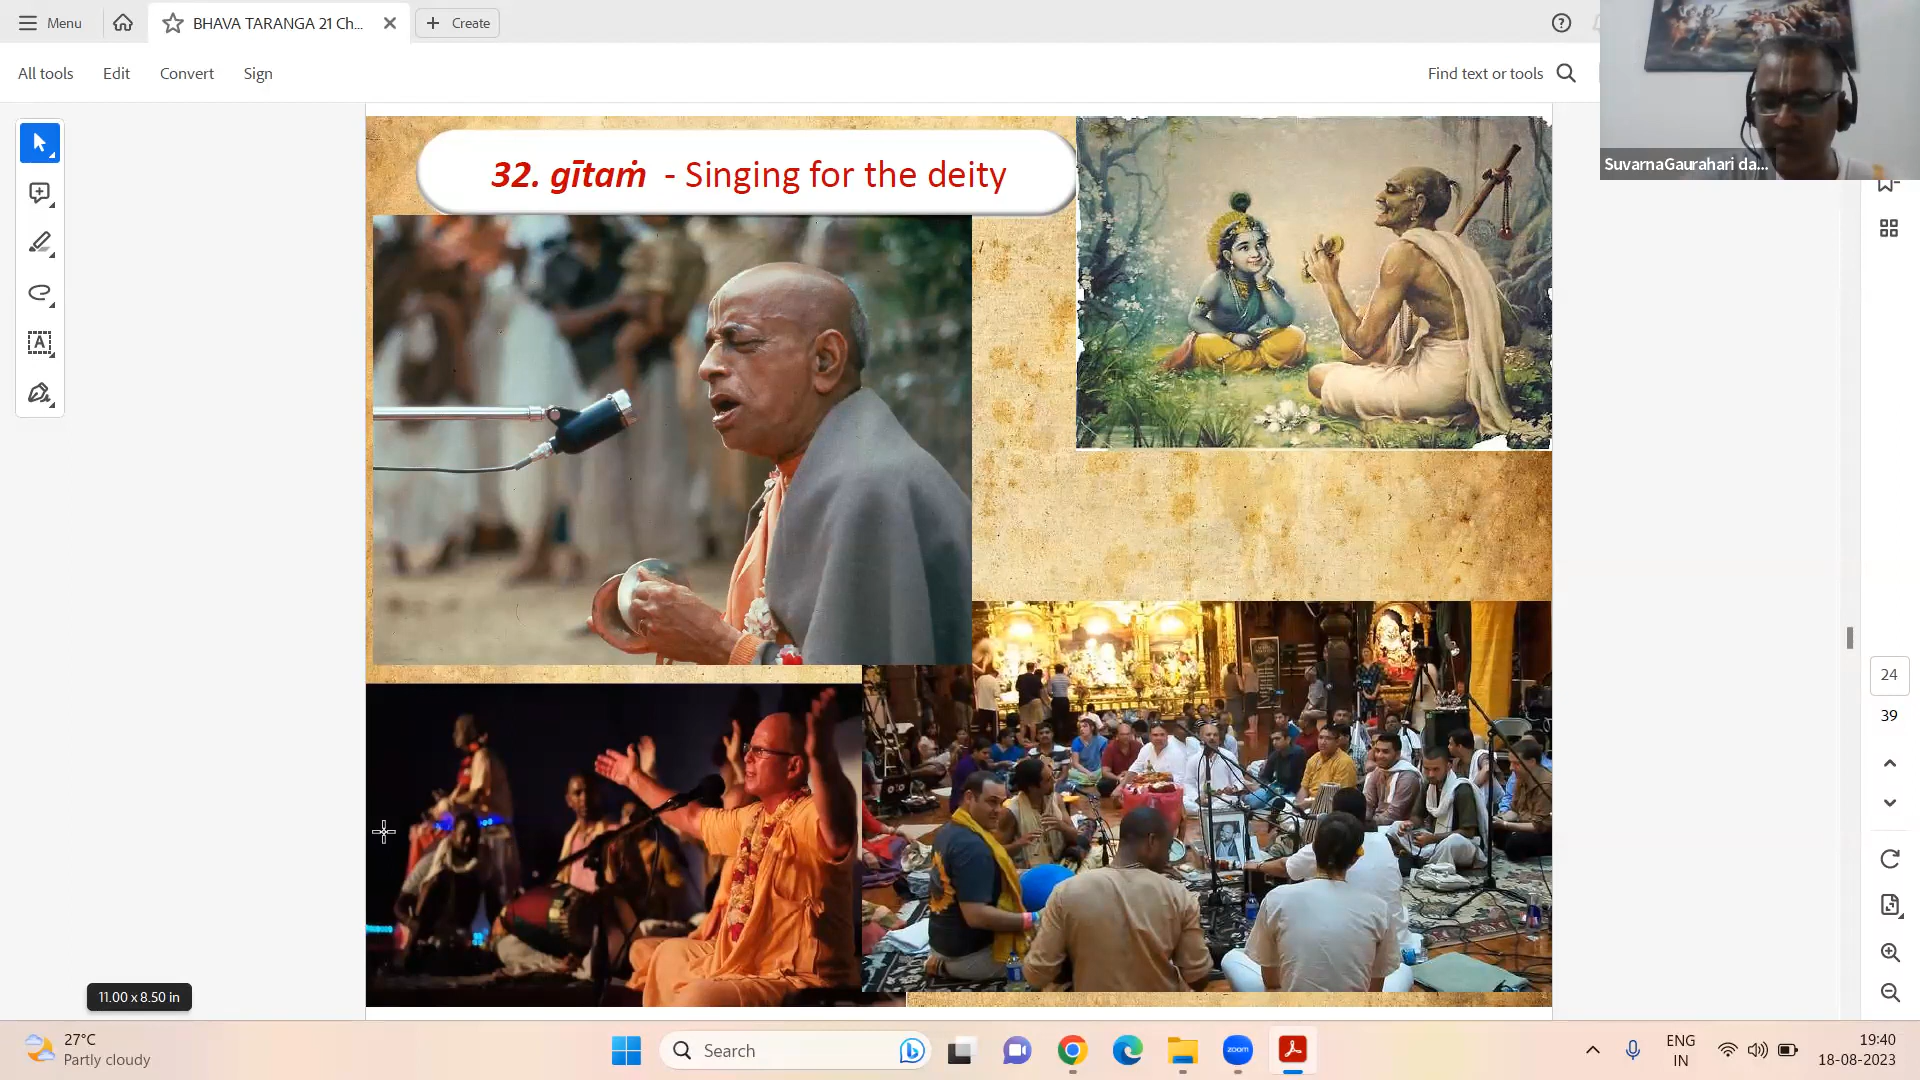 Menu
BHAVA TARANGA 21 Ch...
Create
All tools
Edit
Convert
Sign
Find text or tools
SuvarnaGaurahari da...
32. gītaṁ - Singing for the deity
24
39
11.00 x 8.50 in
27°C
Partly cloudy
Search
zoom
ENG
IN
19:40
18-08-2023